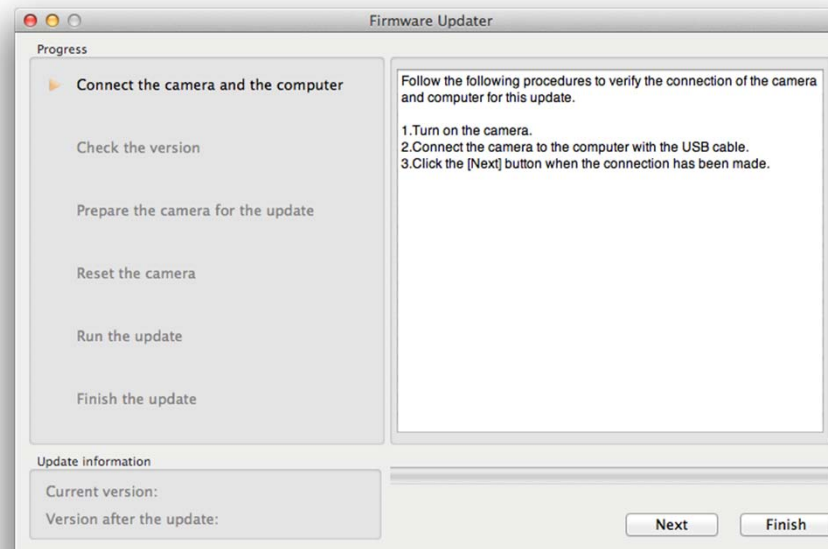 Firmware Updater
Progress
Connect the camera and the computer
Check the version
Prepare the camera for the update
Reset the camera
Run the update
Finish the update
Follow the following procedures to verify the connection of the camera
and computer for this update.
1.Turn on the camera.
2.Connect the camera to the computer with the USB cable.
3.Click the [Next] button when the connection has been made.
Update information
Current version:
Version after the update:
Next
Finish